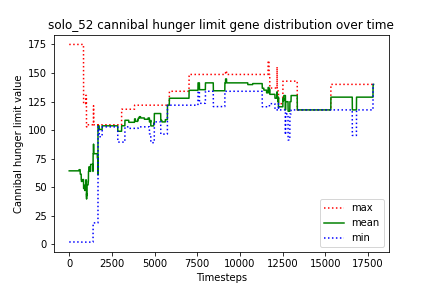 solo_52 cannibal hunger limit gene distribution over time
Cannibal hunger limit value
175
150
125
100
75
50
25
0
max
mean
min
0
2500
5000
7500
10000
12500
15000
17500
Timesteps